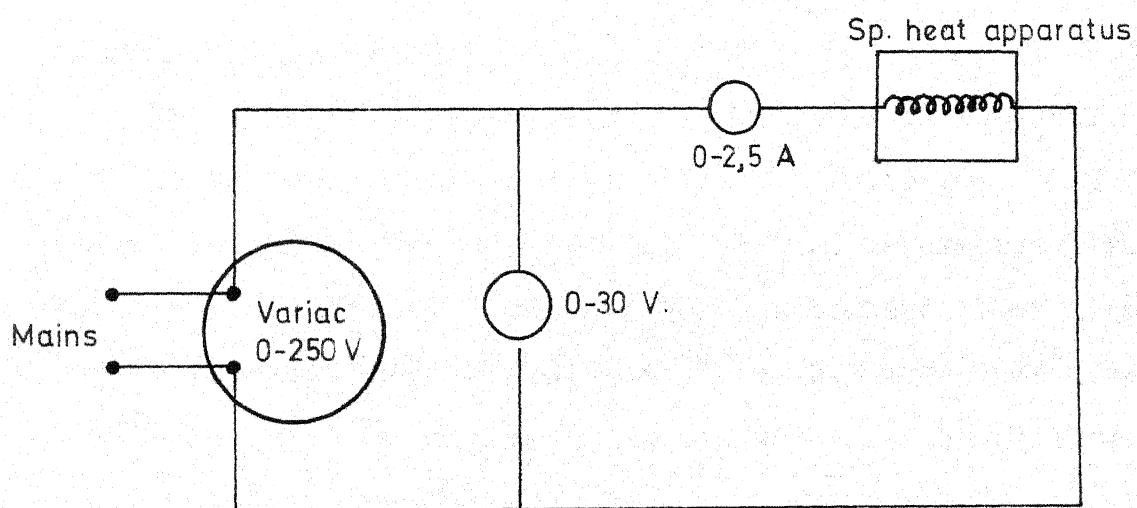 Sp. heat apparatus
0-2,5 A
Mains
Variac
0-250 V.
0-30 V.